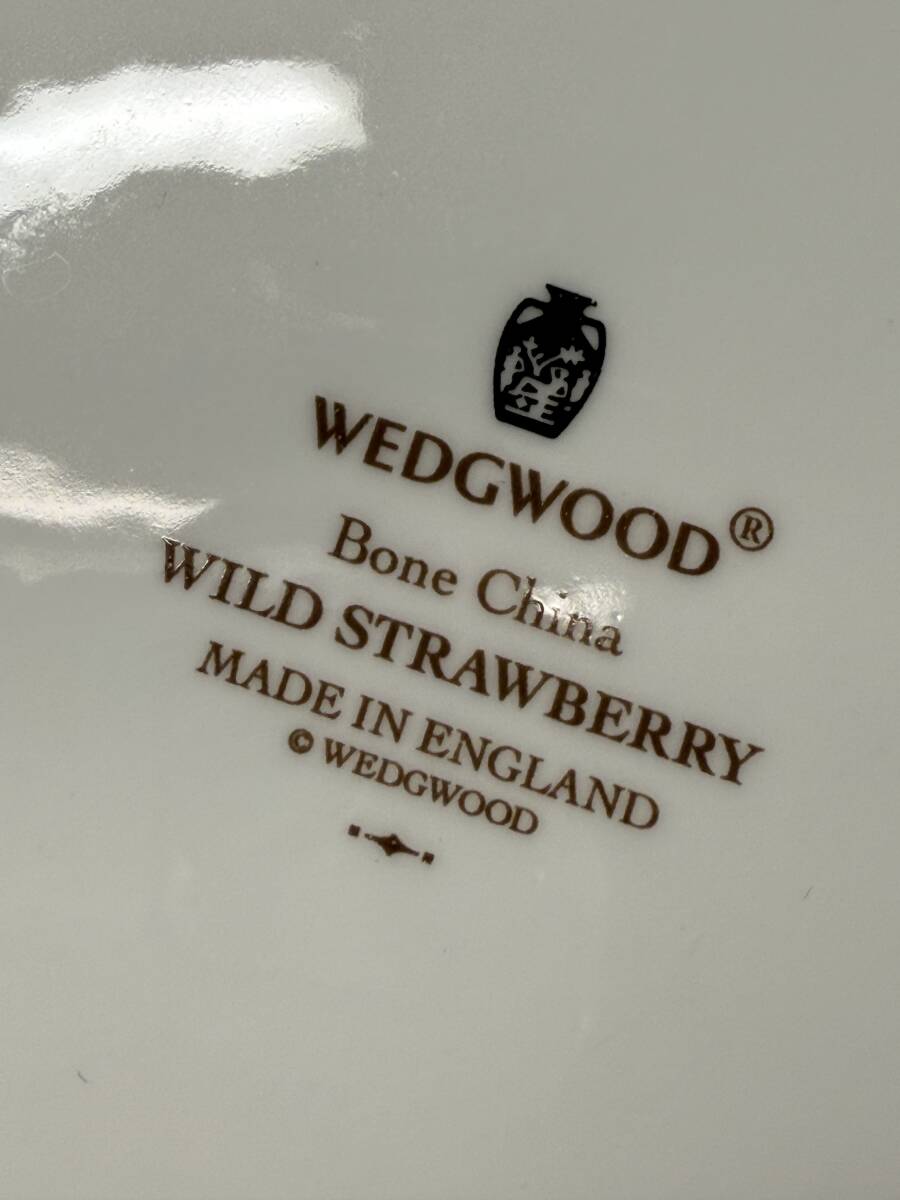 WEDGWOOD®
Bone China
WILD STRAWBERRY
MADE IN ENGLAND
© WEDGWOOD